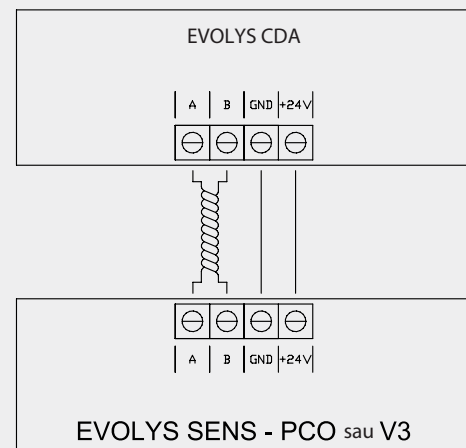 EVOLYS CDA
A B GND +24V
A B GND +24V
EVOLYS SENS - PCO sau V3